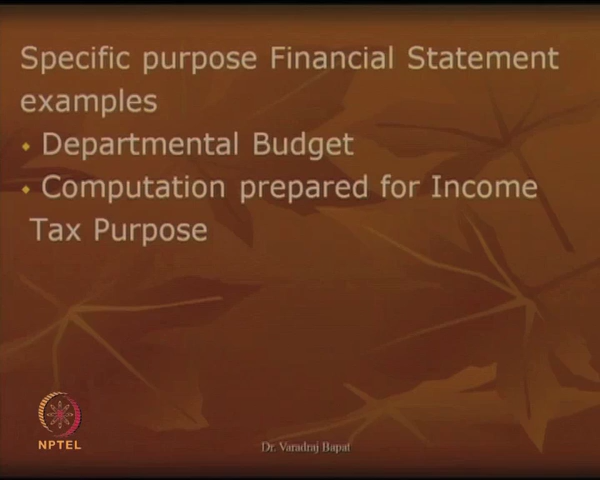 Specific purpose Financial Statement
examples
Departmental Budget
Computation prepared for Income
Tax Purpose
NPTEL
Dr. Varadraj Bapat